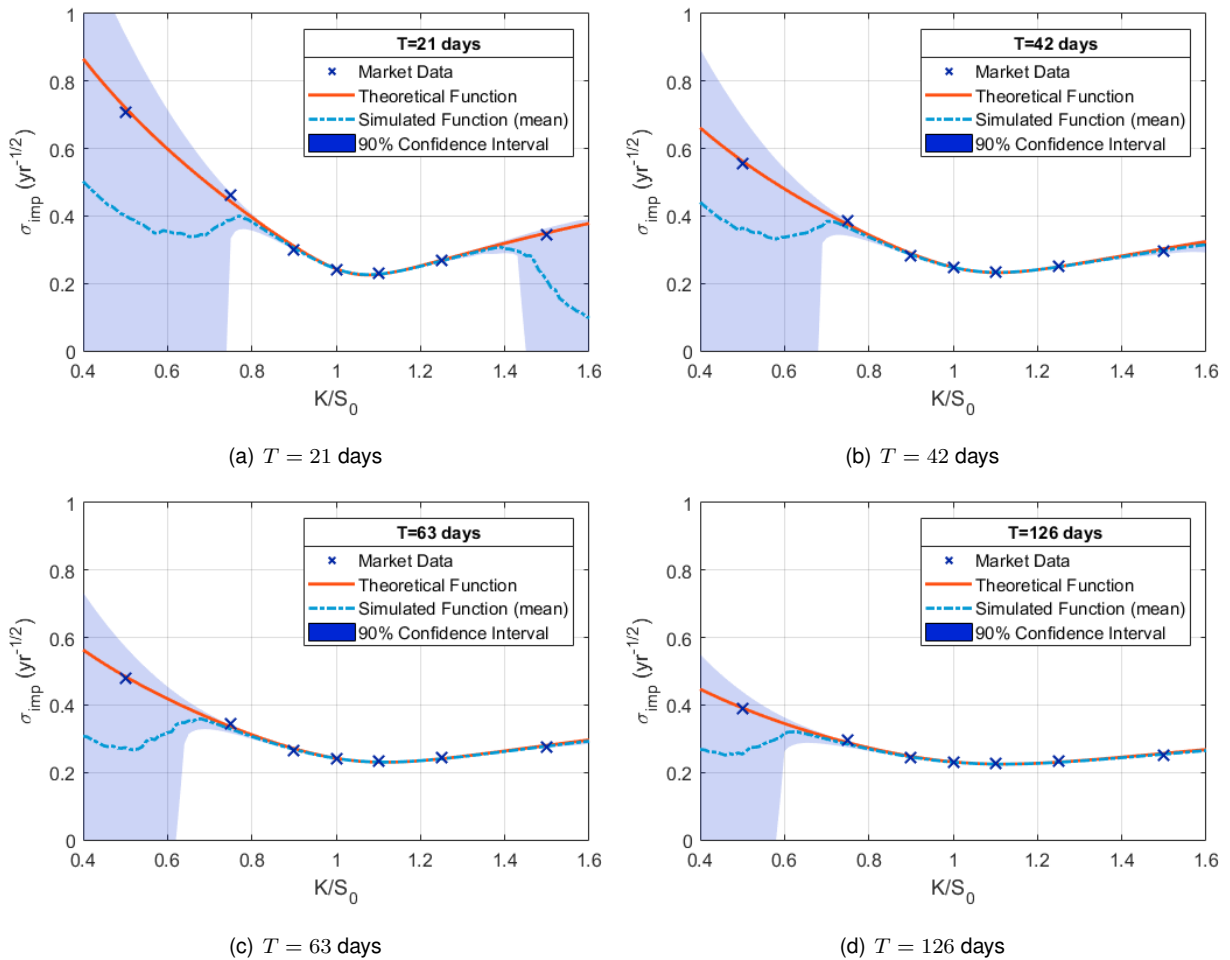 T=21 days
Market Data
Theoretical Function
Simulated Function (mean)
90% Confidence Interval
1
0.8
0.6
0.4
0.2
0
σ_imp (yr^-1/2)
0.4 0.6 0.8 1 1.2 1.4 1.6
K/S_0
(a) T = 21 days
T=42 days
Market Data
Theoretical Function
Simulated Function (mean)
90% Confidence Interval
1
0.8
0.6
0.4
0.2
0
σ_imp (yr^-1/2)
0.4 0.6 0.8 1 1.2 1.4 1.6
K/S_0
(b) T = 42 days
T=63 days
Market Data
Theoretical Function
Simulated Function (mean)
90% Confidence Interval
1
0.8
0.6
0.4
0.2
0
σ_imp (yr^-1/2)
0.4 0.6 0.8 1 1.2 1.4 1.6
K/S_0
(c) T = 63 days
T=126 days
Market Data
Theoretical Function
Simulated Function (mean)
90% Confidence Interval
1
0.8
0.6
0.4
0.2
0
σ_imp (yr^-1/2)
0.4 0.6 0.8 1 1.2 1.4 1.6
K/S_0
(d) T = 126 days